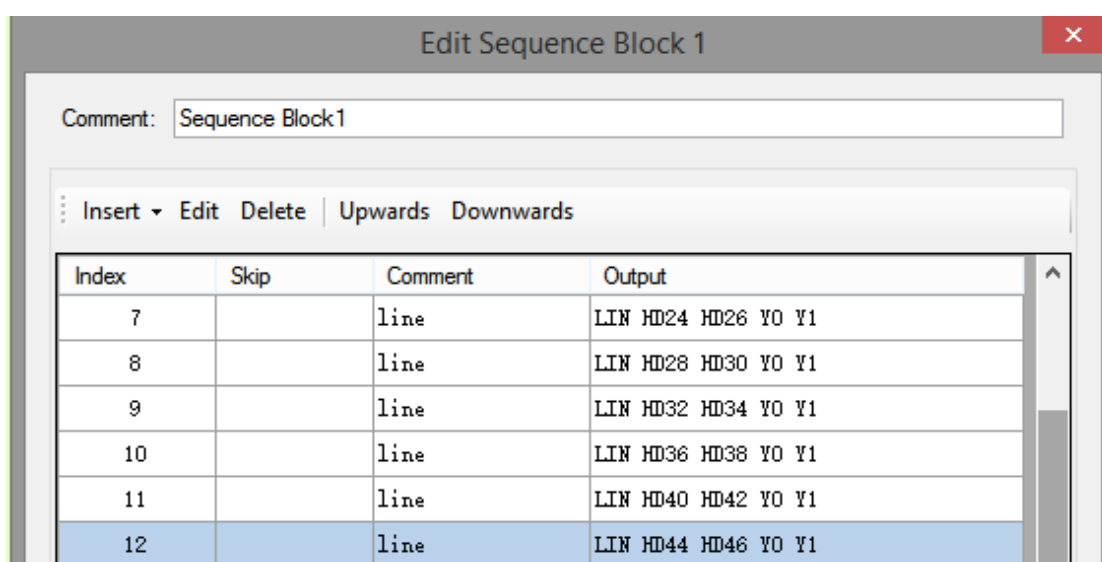 Edit Sequence Block 1
Comment: Sequence Block1
Insert Edit Delete Upwards Downwards
Index Skip Comment Output
7 line LIN HD24 HD26 Y0 Y1
8 line LIN HD28 HD30 Y0 Y1
9 line LIN HD32 HD34 Y0 Y1
10 line LIN HD36 HD38 Y0 Y1
11 line LIN HD40 HD42 Y0 Y1
12 line LIN HD44 HD46 Y0 Y1